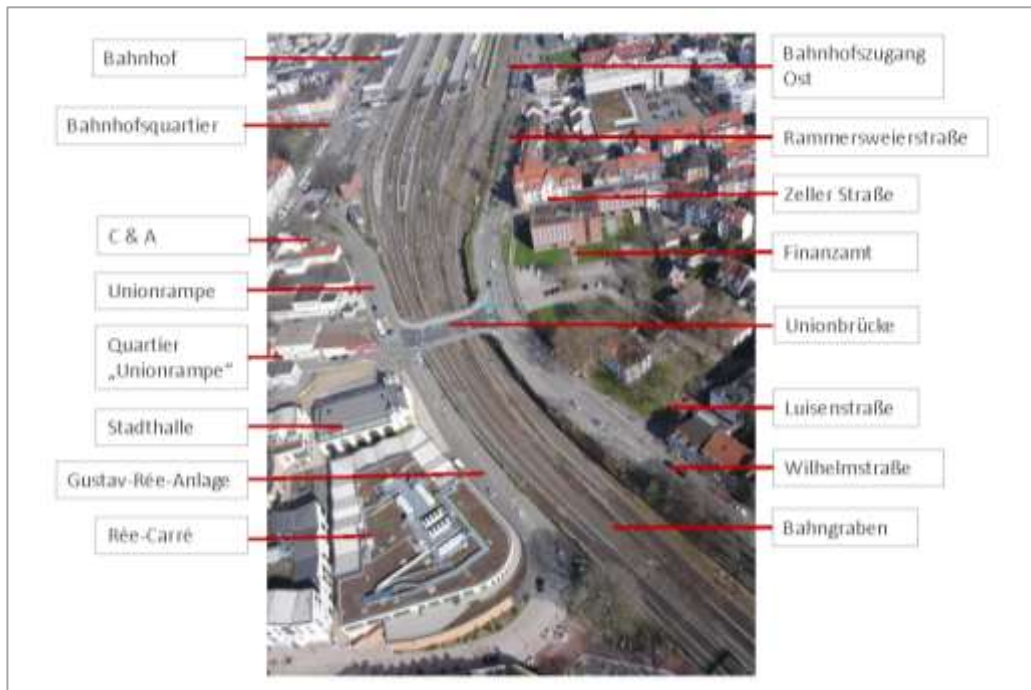 Bahnhof
Bahnhofsquartier
C & A
Unionrampe
Quartier
„Unionrampe“
Stadthalle
Gustav-Rée-Anlage
Rée-Carré
Bahnhofszugang
Ost
Rammersweierstraße
Zeller Straße
Finanzamt
Unionbrücke
Luisenstraße
Wilhelmstraße
Bahngraben